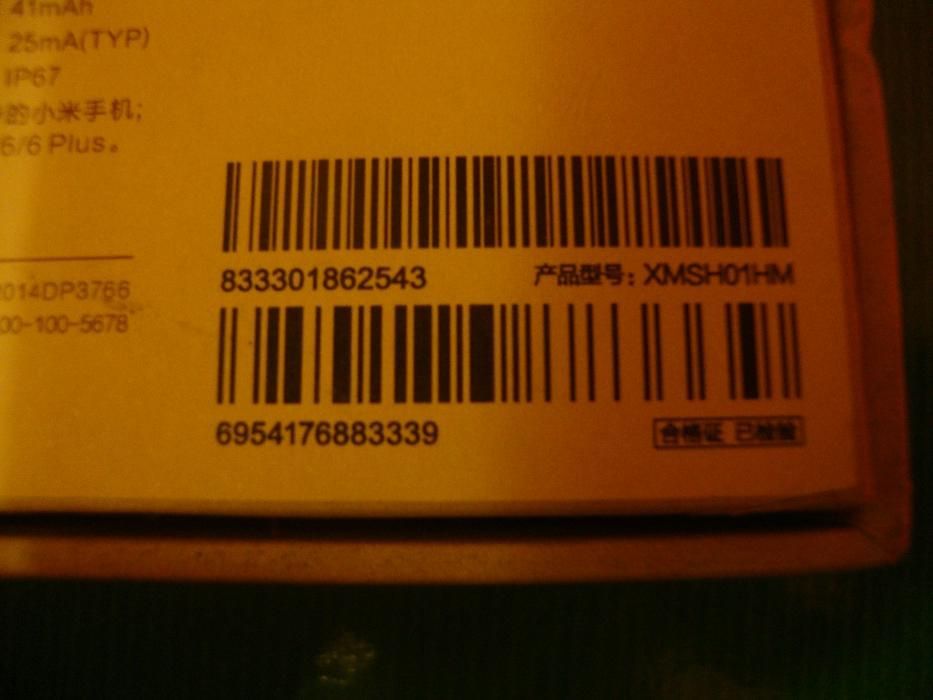 41mAh
25mA(TYP)
IP67
的小米手机；
6/6 Plus。
833301862543
产品型号：XMSH01HM
2014DP3766
00-100-5678
6954176883339
合格证 已检验